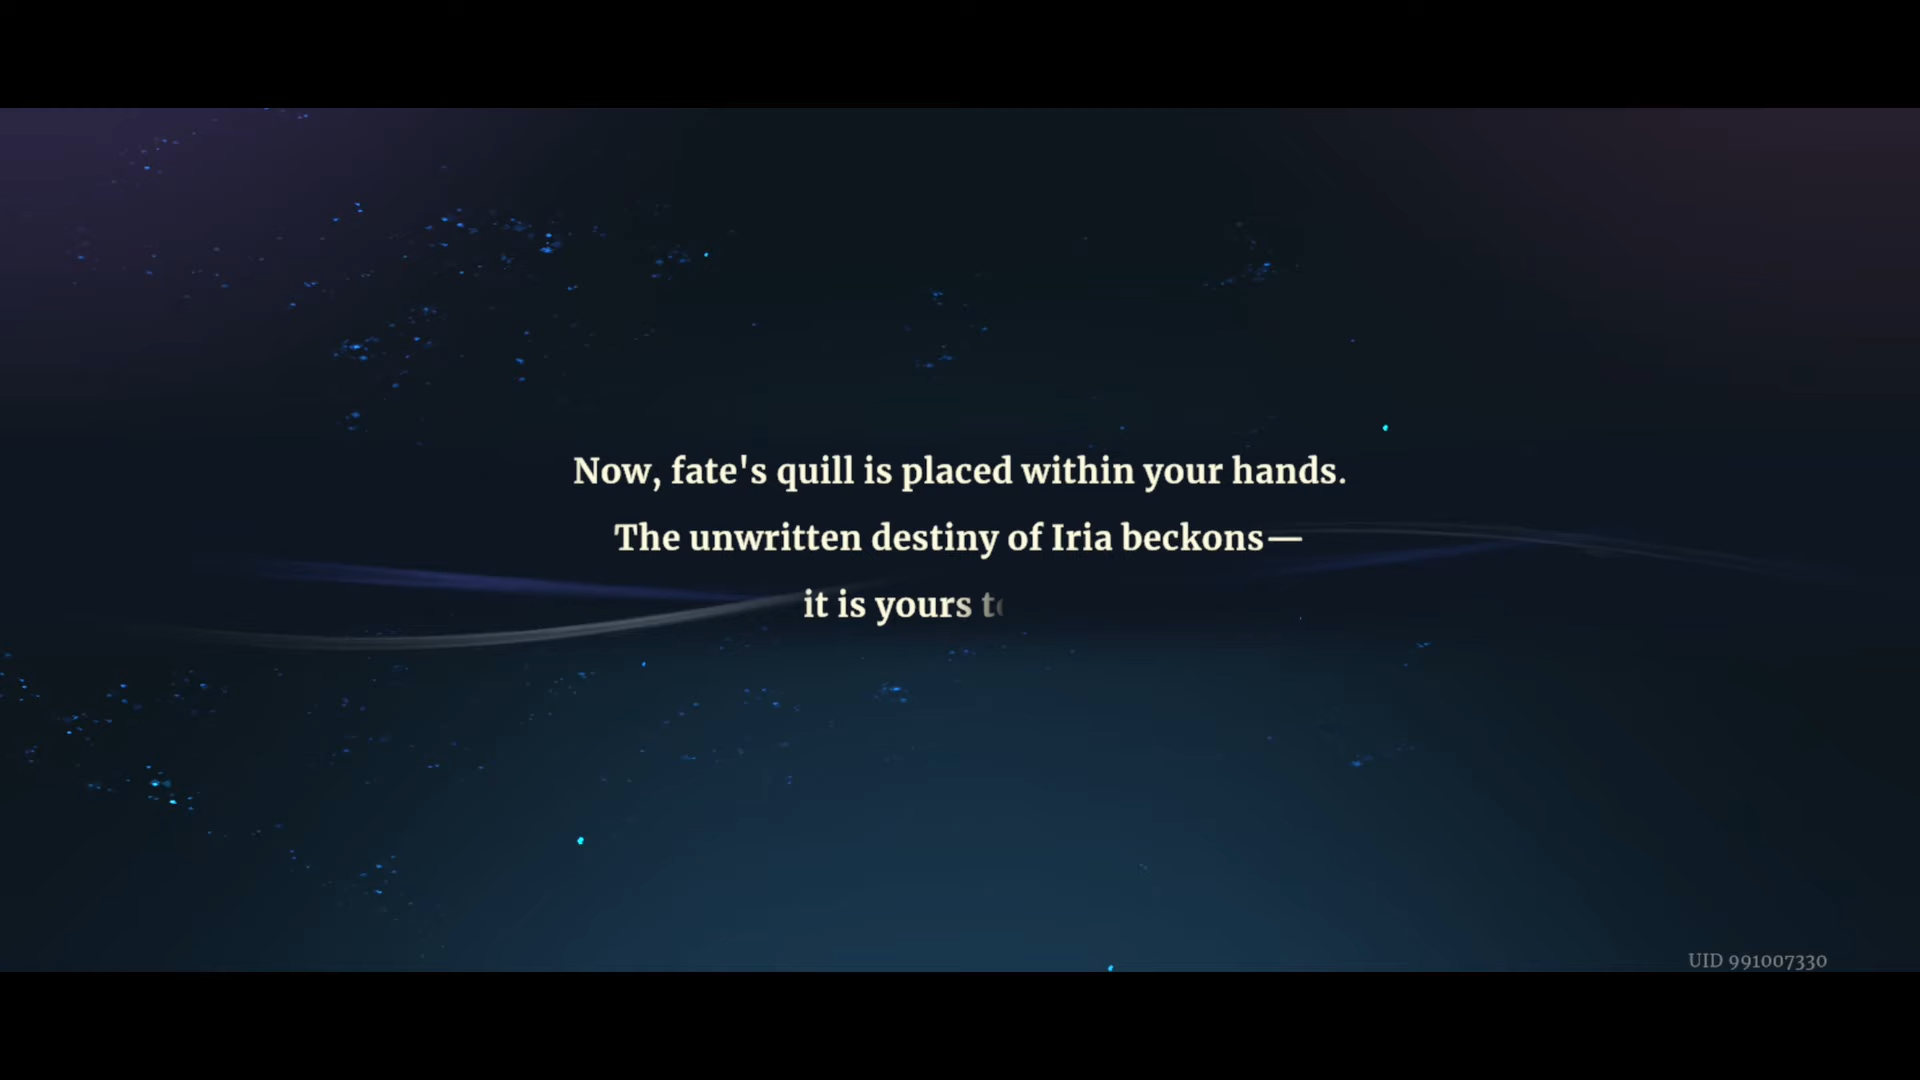 Now, fate's quill is placed within your hands.
The unwritten destiny of Iria beckons—
it is yours to
UID 991007330